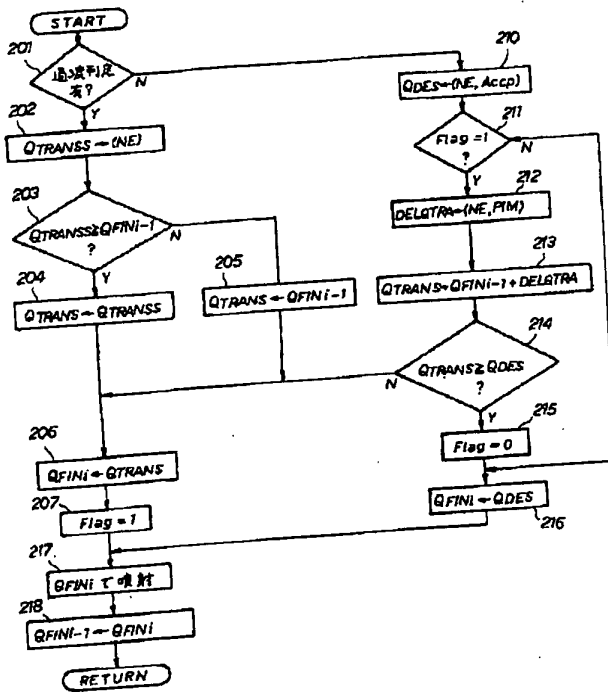 START
201
過渡判定
有?
Y
N
202
QTRANSS←(NE)
203
QTRANSS≧QFINi-1
?
N
Y
204
QTRANS←QTRANSS
205
QTRANS←QFINi-1
206
QFINi←QTRANS
207
Flag=1
217
QFINiで噴射
218
QFINi-1←QFINi
RETURN
210
QDES←(NE, Accp)
211
Flag=1
?
N
Y
212
DELQTRA←(NE, PIM)
213
QTRANS←QFINi-1+DELQTRA
214
QTRANS≧QDES
?
N
Y
215
Flag=0
QFINi←QDES
216